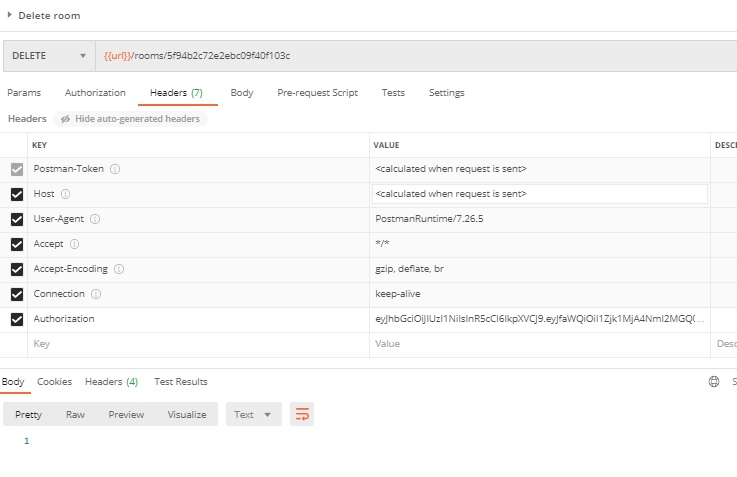 Delete room
DELETE {{url}}/rooms/5f94b2c72e2ebc09f40f103c
Params Authorization Headers (7) Body Pre-request Script Tests Settings
Headers Hide auto-generated headers
KEY VALUE DESC
Postman-Token <calculated when request is sent>
Host <calculated when request is sent>
User-Agent PostmanRuntime/7.26.5
Accept */*
Accept-Encoding gzip, deflate, br
Connection keep-alive
Authorization
Key Value Desc
Body Cookies Headers (4) Test Results S
Pretty Raw Preview Visualize Text
1